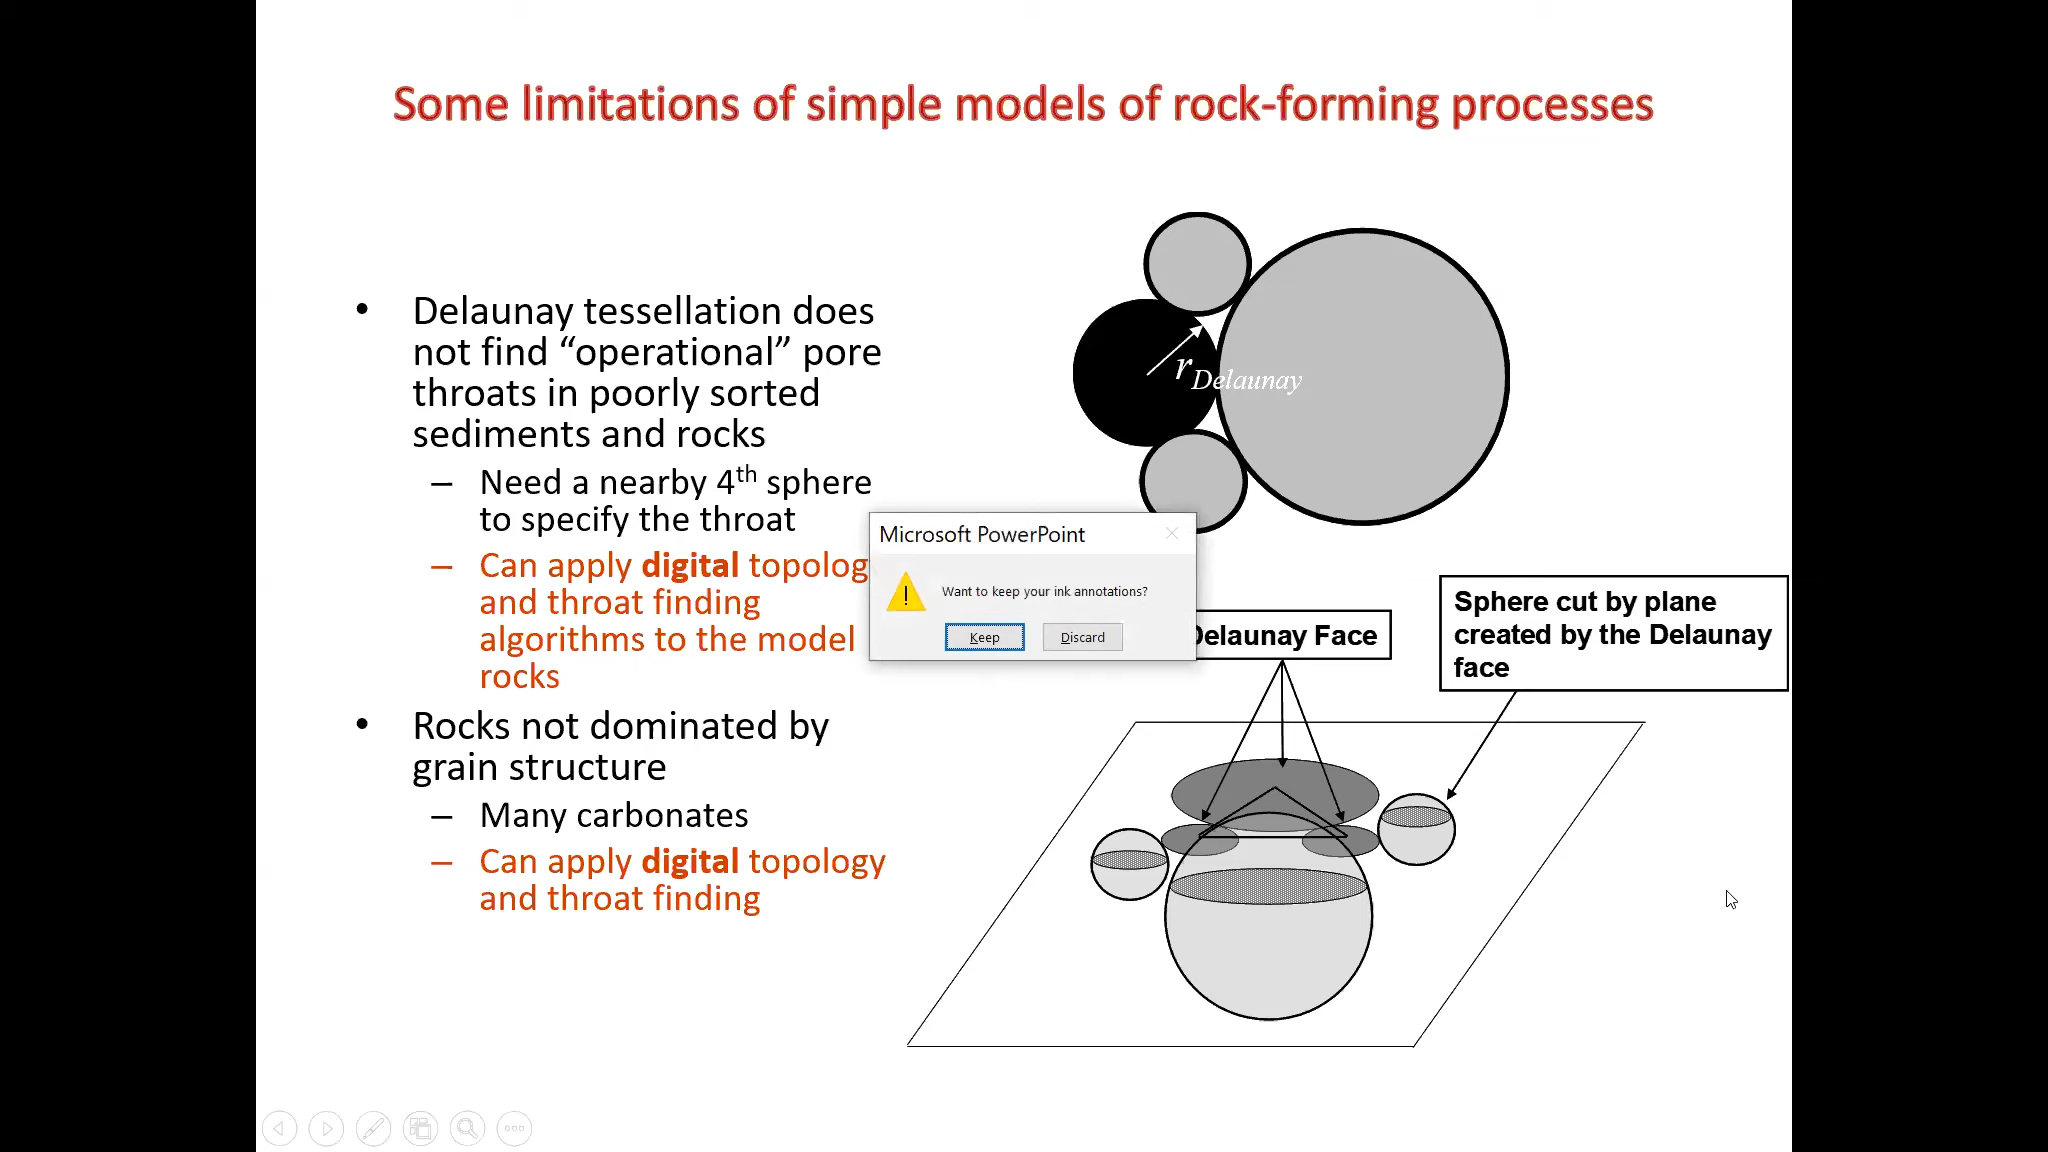 Some limitations of simple models of rock-forming processes
• Delaunay tessellation does
not find “operational” pore
throats in poorly sorted
sediments and rocks
– Need a nearby 4th sphere
to specify the throat
– Can apply digital topolog
and throat finding
algorithms to the model
rocks
• Rocks not dominated by
grain structure
– Many carbonates
– Can apply digital topology
and throat finding
r Delaunay
Microsoft PowerPoint
Want to keep your ink annotations?
Keep
Discard
Delaunay Face
Sphere cut by plane
created by the Delaunay
face